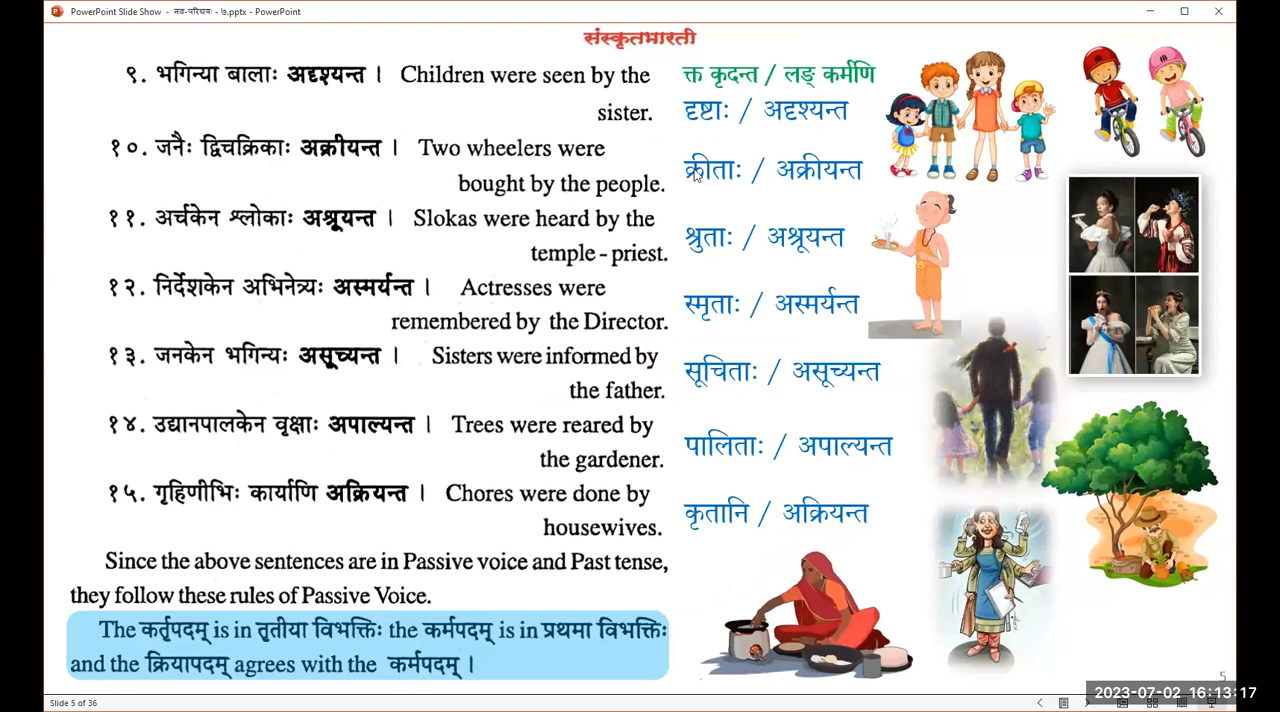 PowerPoint Slide Show - नव-परिचयः - ७.pptx - PowerPoint
संस्कृतभारती
९. भगिन्या बालाः अदृश्यन्त । Children were seen by the
sister.
१०. जनैः द्विचक्रिकाः अक्रीयन्त । Two wheelers were
bought by the people.
११. अर्चकेन श्लोकाः अश्रूयन्त । Slokas were heard by the
temple - priest.
१२. निर्देशकेन अभिनेत्र्यः अस्मर्यन्त । Actresses were
remembered by the Director.
१३. जनकेन भगिन्यः असूच्यन्त । Sisters were informed by
the father.
१४. उद्यानपालकेन वृक्षाः अपाल्यन्त । Trees were reared by
the gardener.
१५. गृहिणीभिः कार्याणि अक्रियन्त । Chores were done by
housewives.
Since the above sentences are in Passive voice and Past tense,
they follow these rules of Passive Voice.
The कर्तृपदम् is in तृतीया विभक्तिः the कर्मपदम् is in प्रथमा विभक्तिः
and the क्रियापदम् agrees with the कर्मपदम् ।
क्त कृदन्त / लङ् कर्मणि
दृष्टाः / अदृश्यन्त
क्रीताः / अक्रीयन्त
श्रुताः / अश्रूयन्त
स्मृताः / अस्मर्यन्त
सूचिताः / असूच्यन्त
पालिताः / अपाल्यन्त
कृतानि / अक्रियन्त
5
Slide 5 of 36
2023-07-02 16:13:17